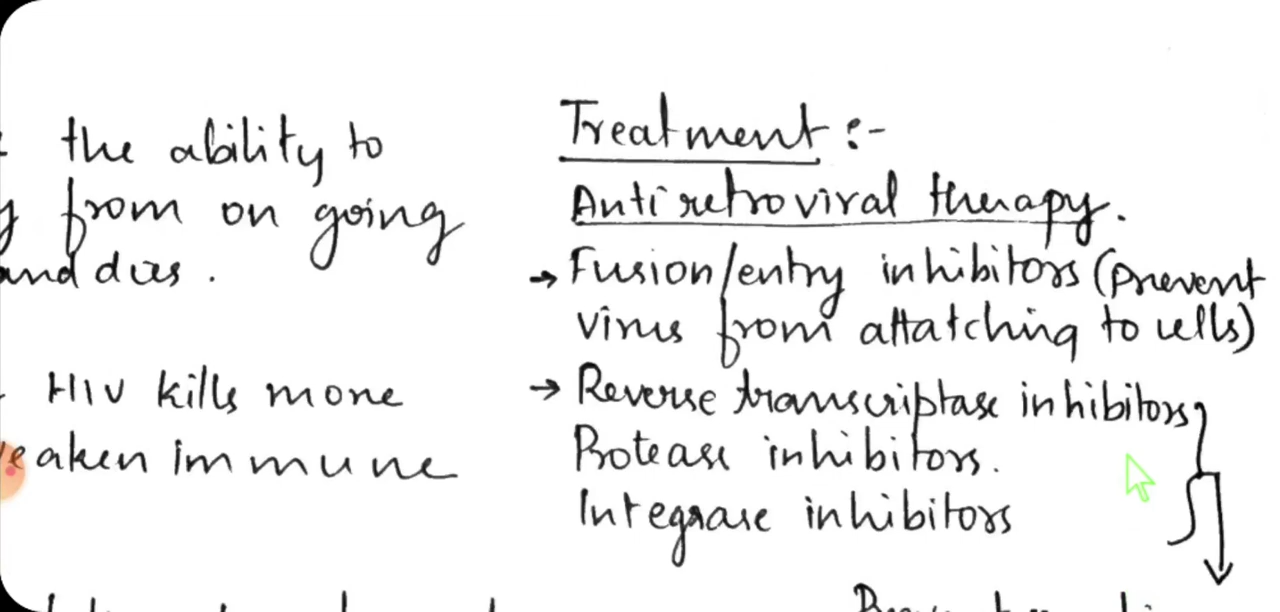 the ability to
from on going
and dies.
HIV kills more
eaken immune
Treatment :-
Antiretroviral therapy.
→ Fusion/entry inhibitors (prevent
virus from attatching to cells)
→ Reverse transcriptase inhibitors
Protease inhibitors.
Integrase inhibitors